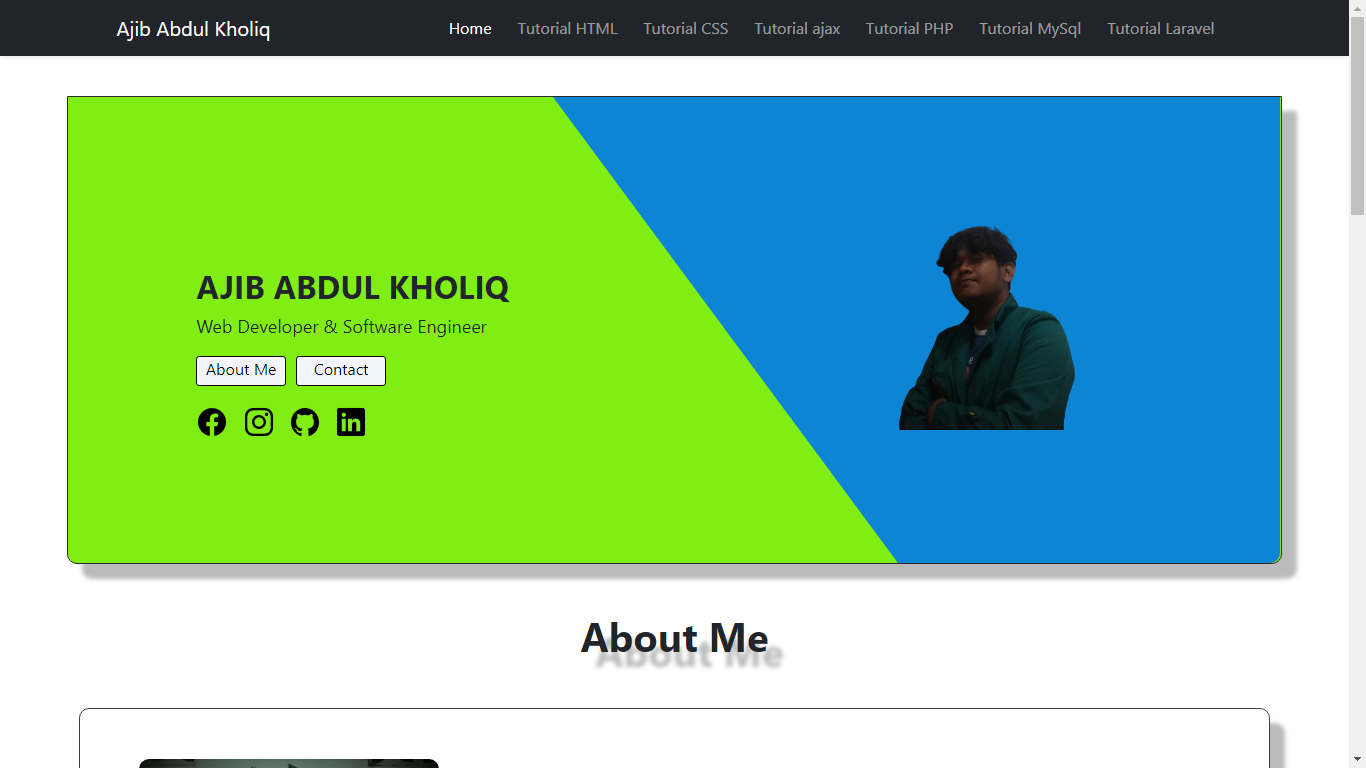 Ajib Abdul Kholiq Home Tutorial HTML Tutorial CSS Tutorial ajax Tutorial PHP Tutorial MySql Tutorial Laravel
AJIB ABDUL KHOLIQ
Web Developer & Software Engineer
About Me Contact
About Me